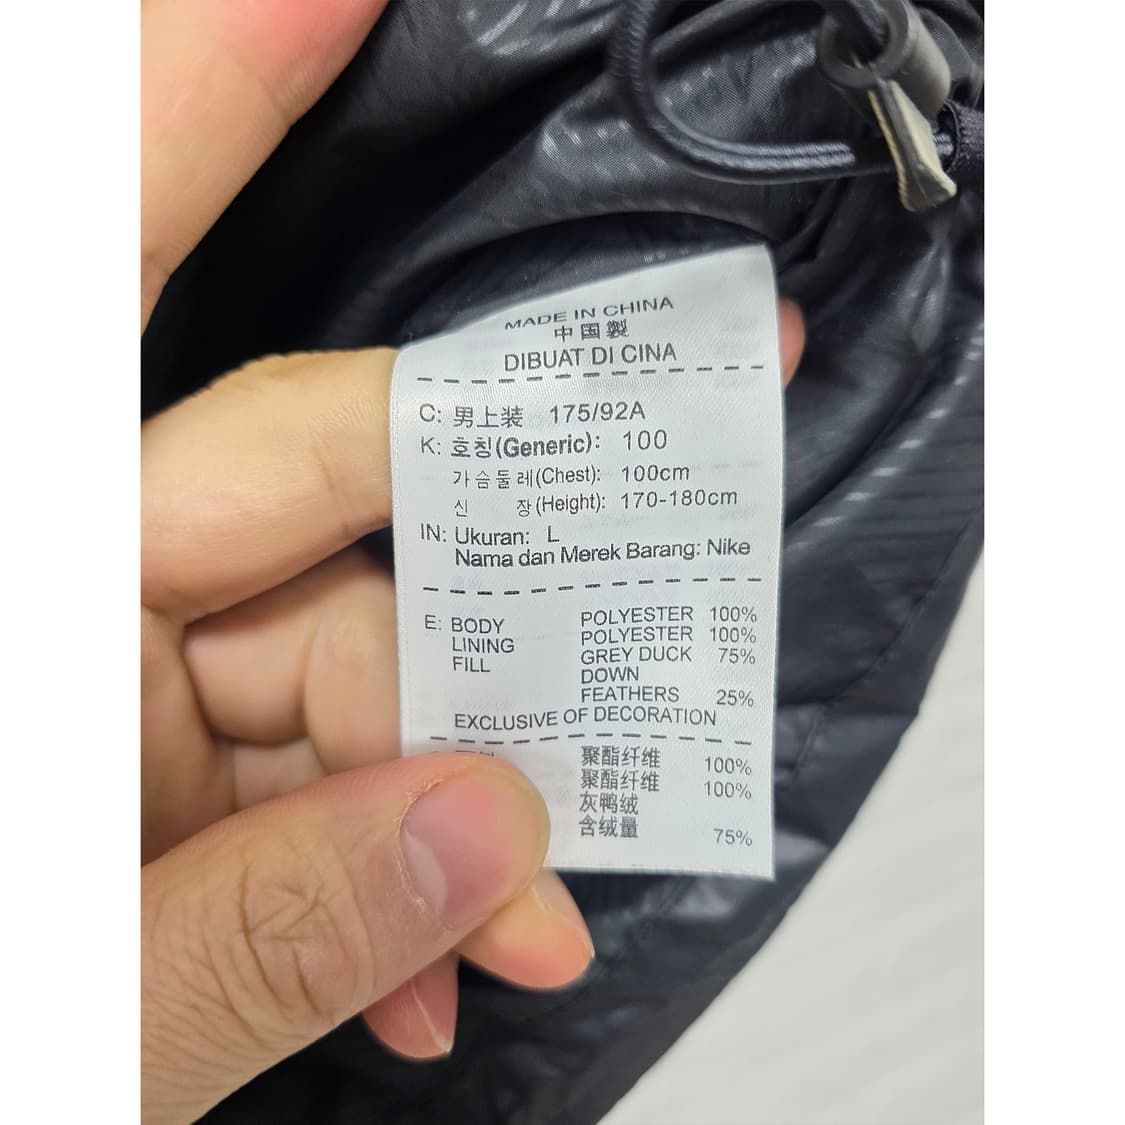 MADE IN CHINA
中国製
DIBUAT DI CINA
C: 男上装 175/92A
K: 호칭(Generic): 100
가슴둘레(Chest): 100cm
신 장(Height): 170-180cm
IN: Ukuran: L
Nama dan Merek Barang: Nike
E: BODY POLYESTER 100%
LINING POLYESTER 100%
FILL GREY DUCK 75%
DOWN
FEATHERS 25%
EXCLUSIVE OF DECORATION
聚酯纤维 100%
聚酯纤维 100%
灰鸭绒
含绒量 75%